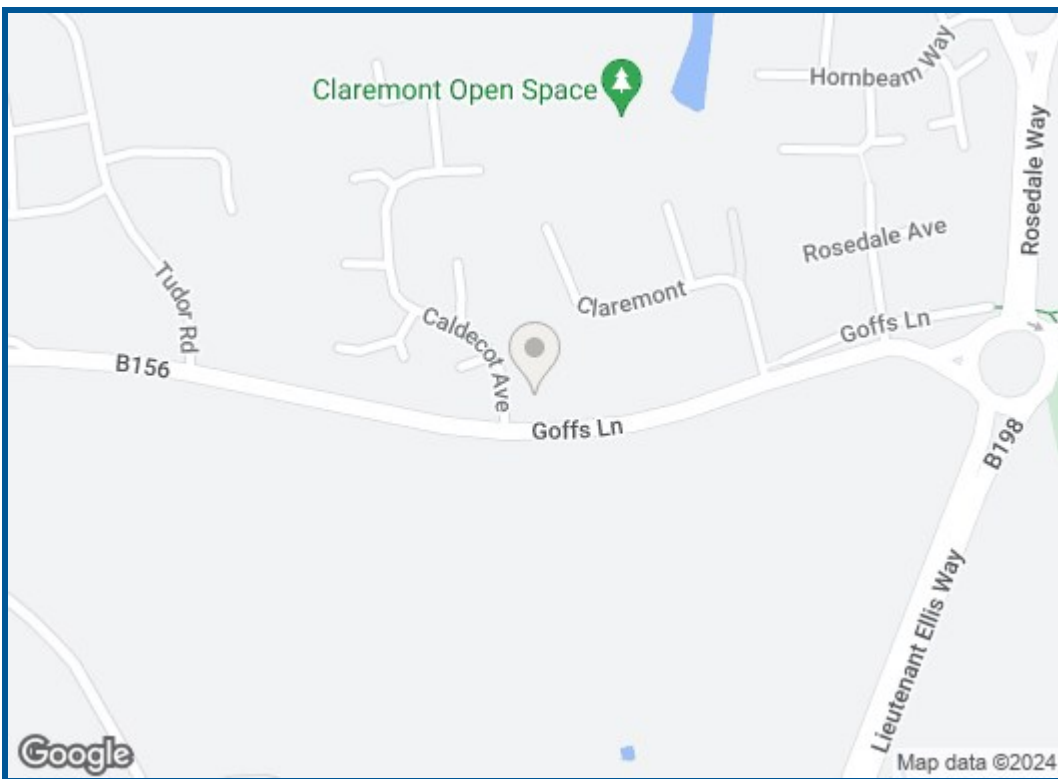 Claremont Open Space
Hornbeam Way
Rosedale Way
Rosedale Ave
Tudor Rd
Claremont
Caldecot Ave
Goffs Ln
B156
Goffs Ln
B198
Lieutenant Ellis Way
Google
Map data ©2024